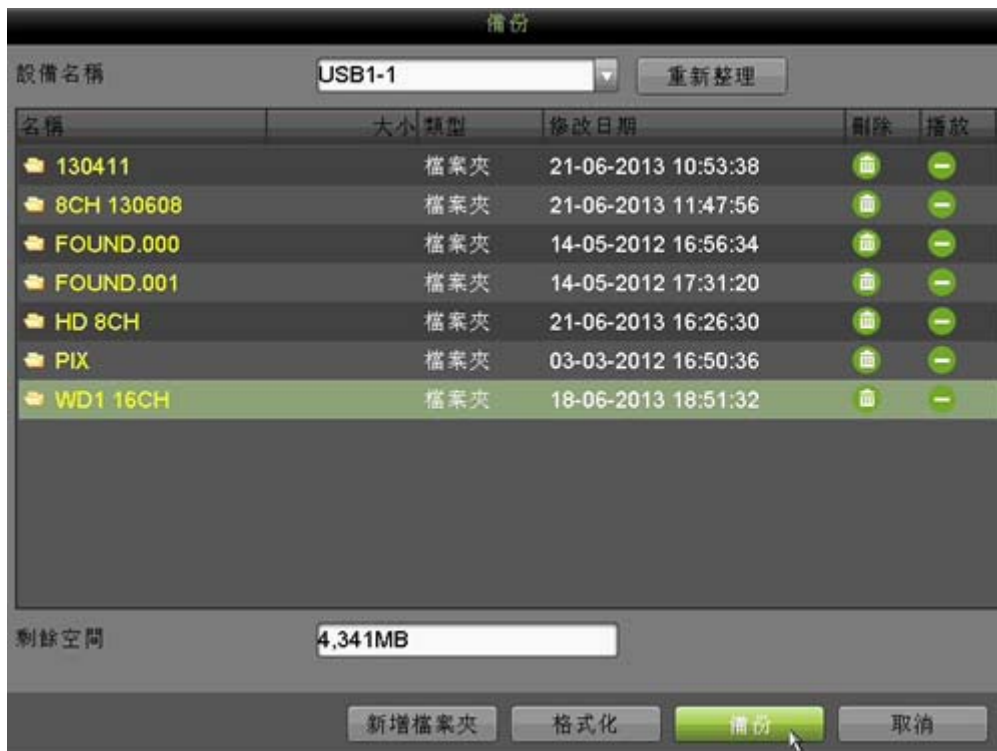 備份
設備名稱 USB1-1 重新整理
名稱 大小 類型 修改日期 刪除 播放
130411 檔案夾 21-06-2013 10:53:38
8CH 130608 檔案夾 21-06-2013 11:47:56
FOUND.000 檔案夾 14-05-2012 16:56:34
FOUND.001 檔案夾 14-05-2012 17:31:20
HD 8CH 檔案夾 21-06-2013 16:26:30
PIX 檔案夾 03-03-2012 16:50:36
WD1 16CH 檔案夾 18-06-2013 18:51:32
剩餘空間 4,341MB
新增檔案夾 格式化 備份 取消